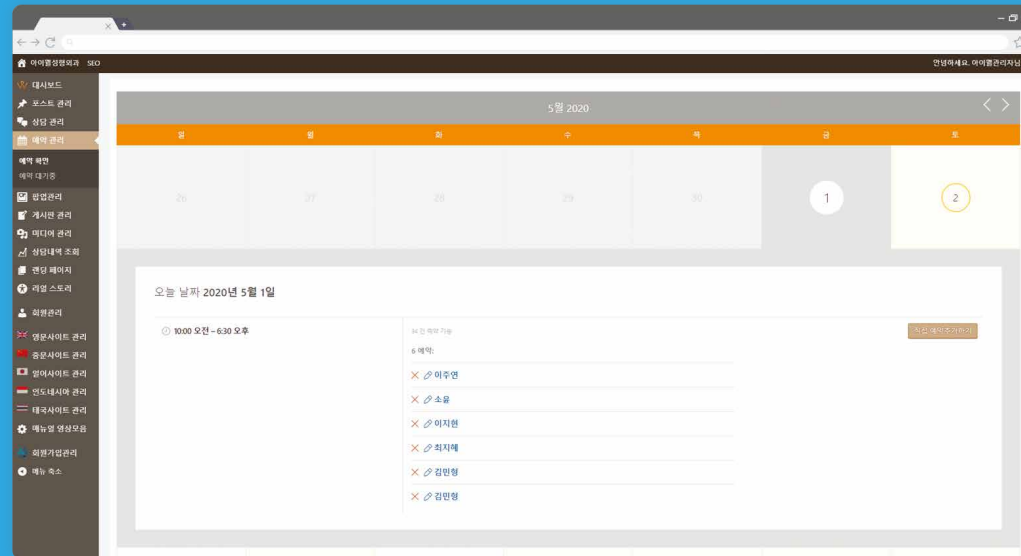 아이웰성형외과 SEO
안녕하세요. 아이웰관리자님
대시보드
포스트 관리
상담 관리
예약 관리
예약 확인
예약 대기중
팝업관리
게시판 관리
미디어 관리
상담내역 조회
랜딩 페이지
리얼 스토리
회원관리
영문사이트 관리
중문사이트 관리
일어사이트 관리
인도네시아 관리
태국사이트 관리
매뉴얼 영상모음
회원가입관리
메뉴 축소
5월 2020
일 월 화 수 목 금 토
26 27 28 29 30 1 2
오늘 날짜 2020년 5월 1일
10:00 오전 – 6:30 오후
직접 예약추가하기
6 예약:
이주연
소윤
이지현
최지혜
김민형
김민형